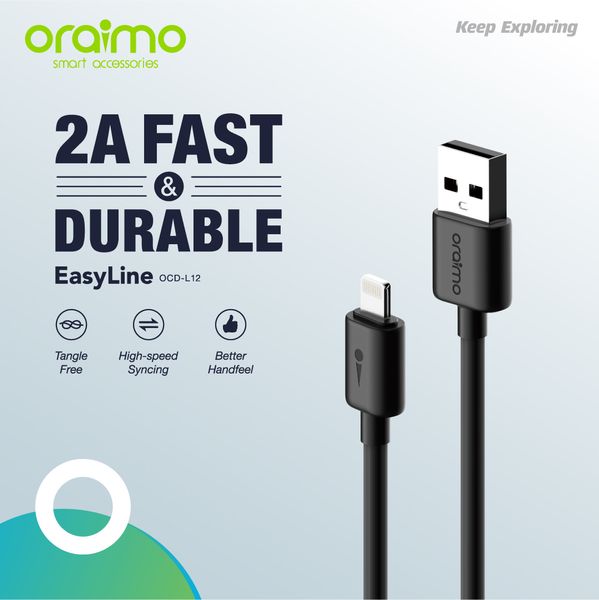 oraimo
smart accessories
Keep Exploring
2A FAST
&
DURABLE
EasyLine OCD-L12
Tangle
Free
High-speed
Syncing
Better
Handfeel
oraimo